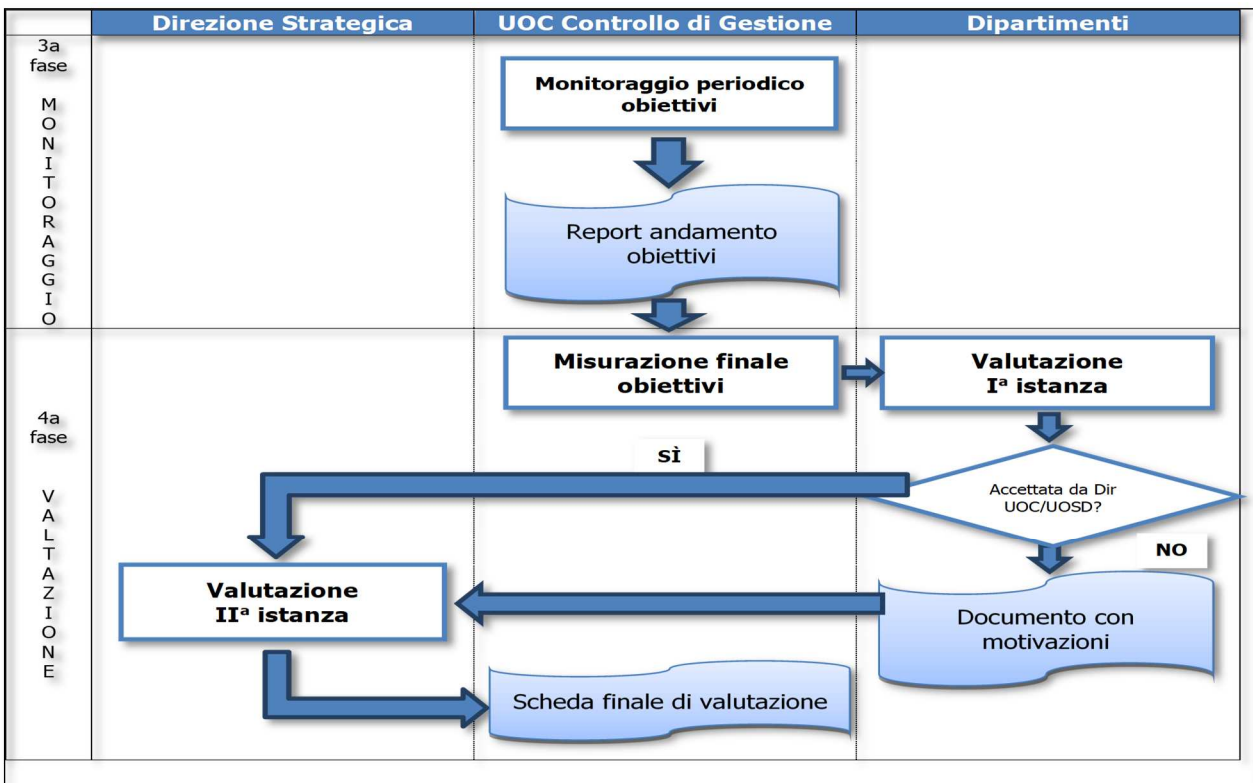 Direzione Strategica
UOC Controllo di Gestione
Dipartimenti
3a
fase
M
O
N
I
T
O
R
A
G
G
I
O
Monitoraggio periodico
obiettivi
Report andamento
obiettivi
4a
fase
V
A
L
T
A
Z
I
O
N
E
Misurazione finale
obiettivi
Valutazione
Iª istanza
SÌ
Accettata da Dir
UOC/UOSD?
NO
Valutazione
IIª istanza
Documento con
motivazioni
Scheda finale di valutazione